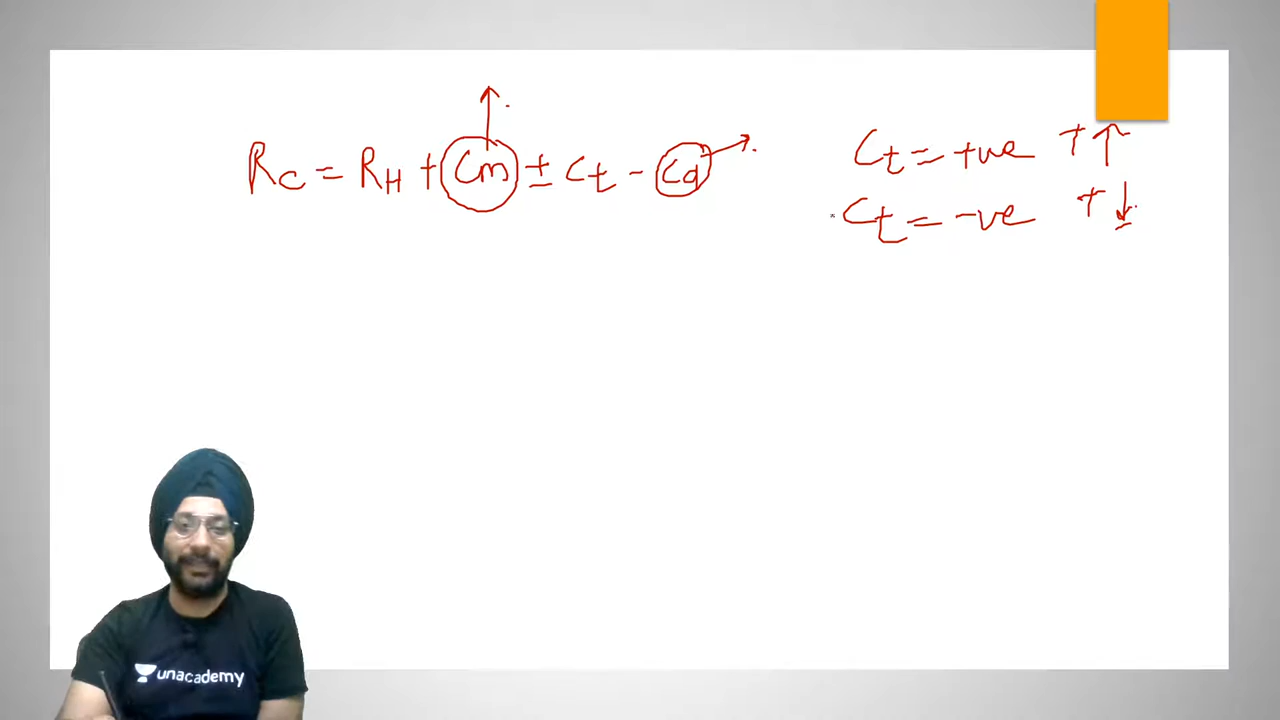 Rc = RH + Cm ± Ct - Cd
Ct = +ve T↑
Ct = -ve T↓
unacademy